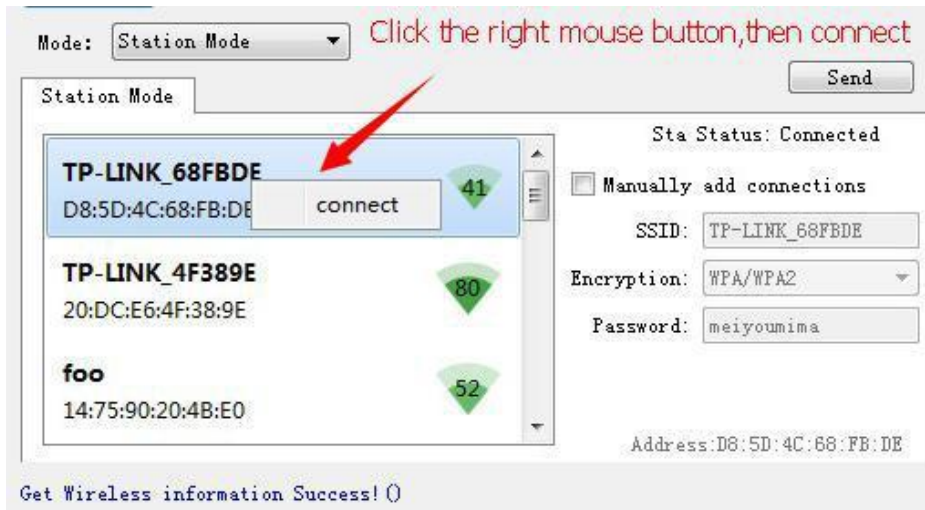 Mode: Station Mode
Click the right mouse button,then connect
Send
Station Mode
TP-LINK_68FBDE
D8:5D:4C:68:FB:DE
connect
41
TP-LINK_4F389E
20:DC:E6:4F:38:9E
80
foo
14:75:90:20:4B:E0
52
Sta Status: Connected
Manually add connections
SSID: TP-LINK_68FBDE
Encryption: WPA/WPA2
Password: meiyoumima
Address:D8:5D:4C:68:FB:DE
Get Wireless information Success! ()